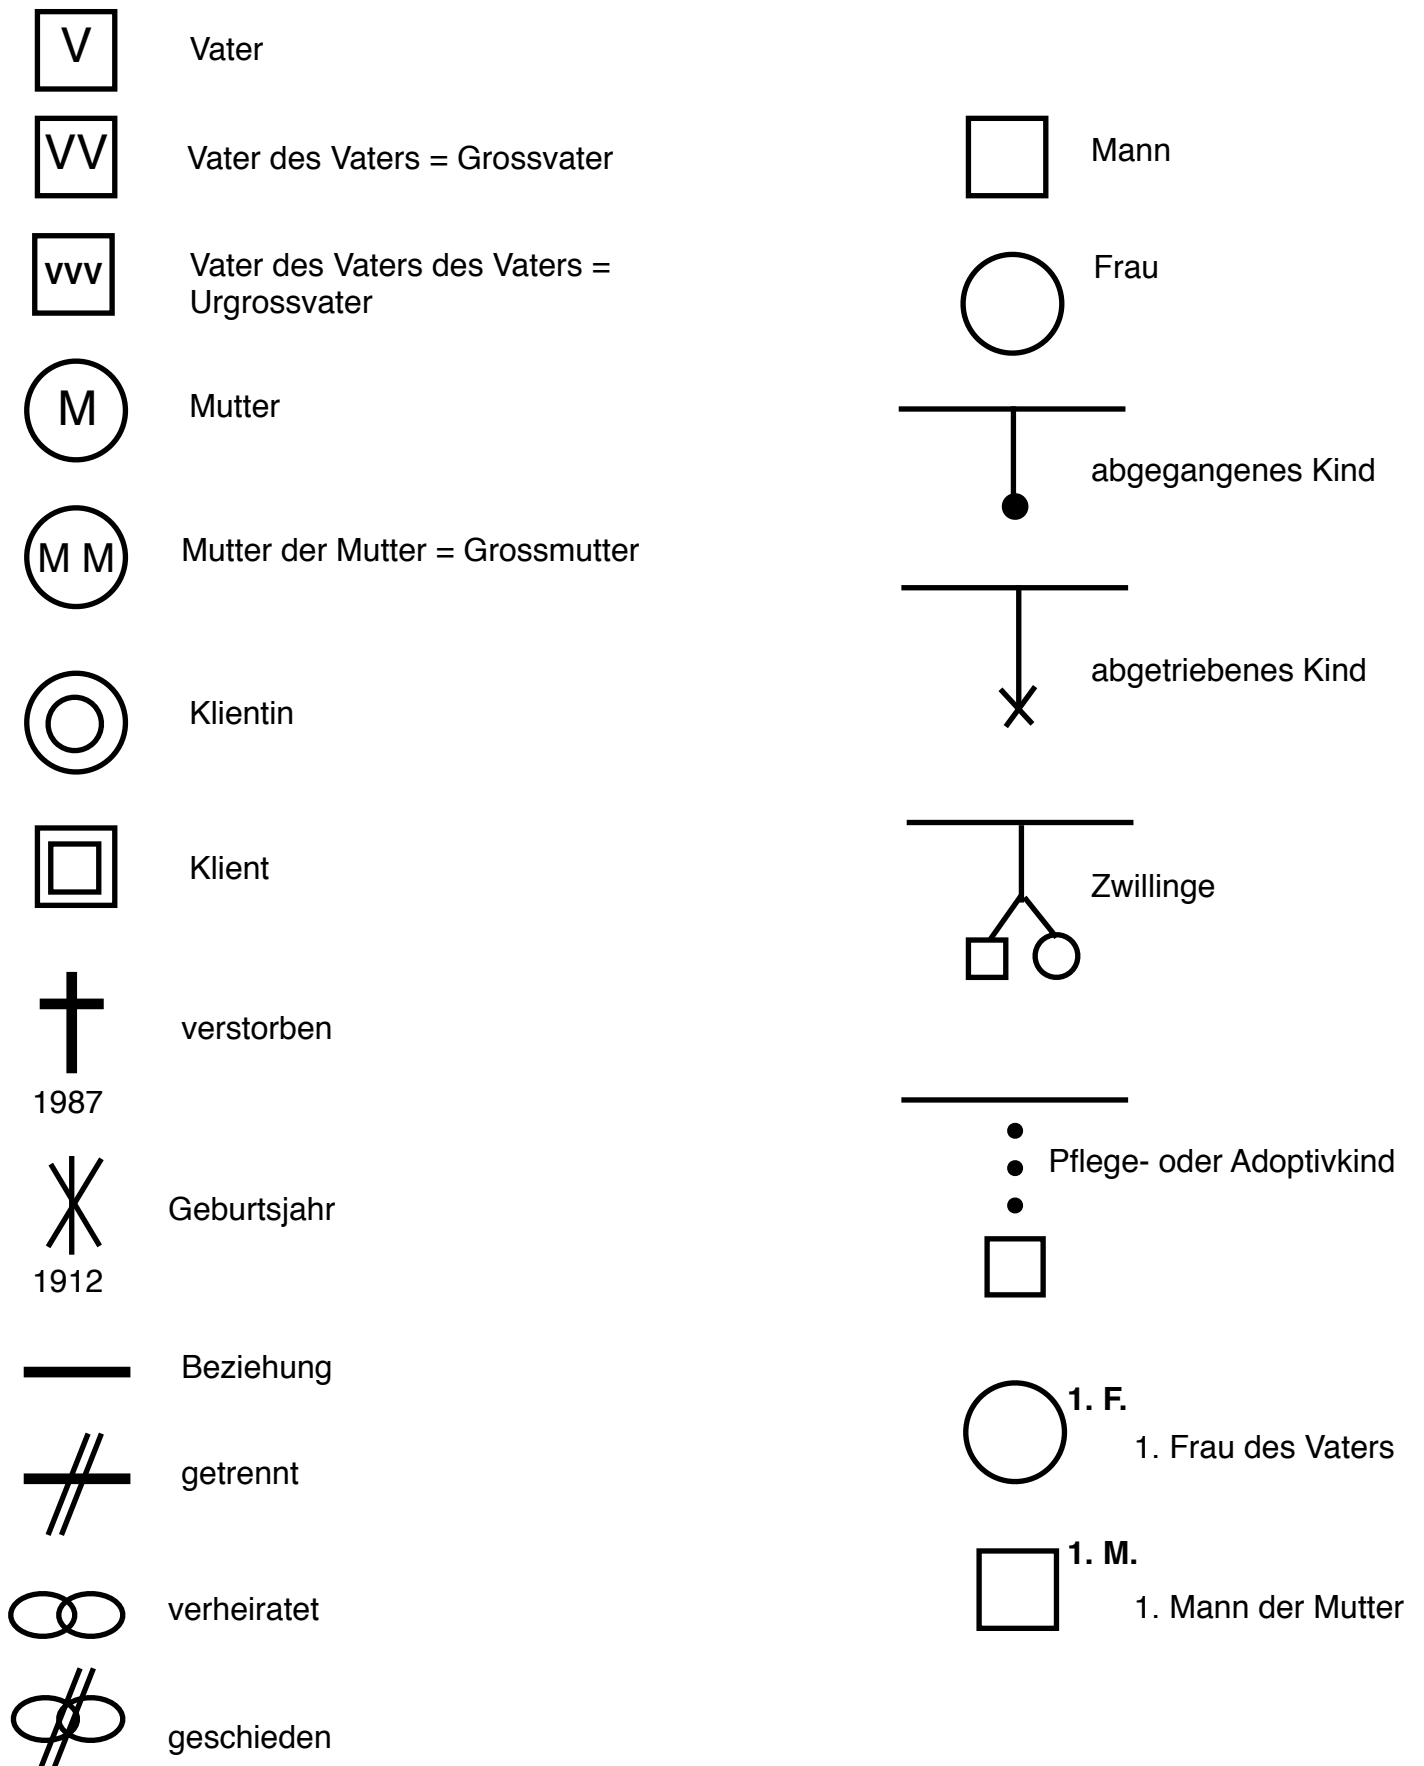 V
Vater
VV
Vater des Vaters = Grossvater
vvv
Vater des Vaters des Vaters =
Urgrossvater
M
Mutter
M M
Mutter der Mutter = Grossmutter
Klientin
Klient
verstorben
1987
Geburtsjahr
1912
Beziehung
getrennt
verheiratet
geschieden
Mann
Frau
abgegangenes Kind
abgetriebenes Kind
Zwillinge
Pflege- oder Adoptivkind
1. F.
1. Frau des Vaters
1. M.
1. Mann der Mutter